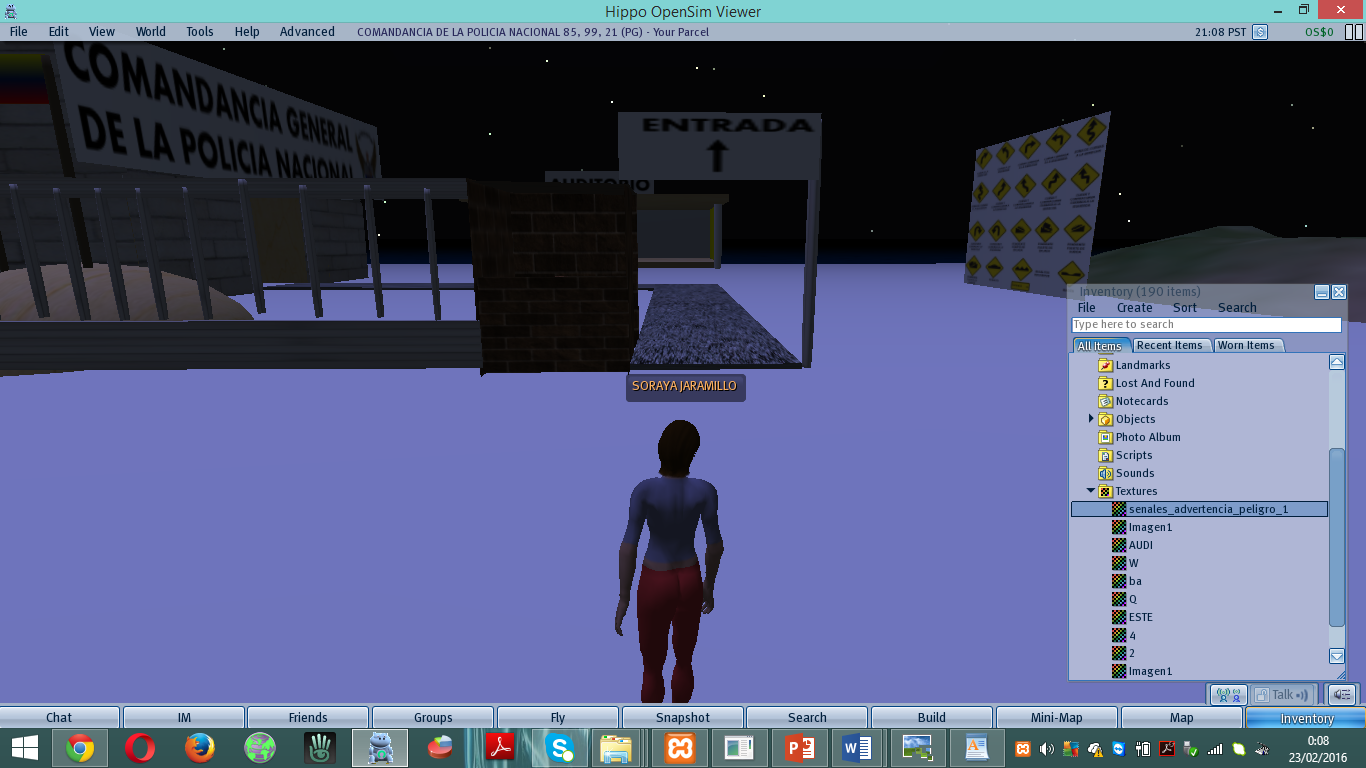 Hippo OpenSim Viewer
File Edit View World Tools Help Advanced COMANDANCIA DE LA POLICIA NACIONAL 85, 99, 21 (PG) - Your Parcel 21:08 PST OS$0
COMANDANCIA GENERAL
DE LA POLICIA NACIONAL
ENTRADA
AUDITORIO
SORAYA JARAMILLO
Inventory (190 items)
File Create Sort Search
Type here to search
All Items Recent Items Worn Items
Landmarks
Lost And Found
Notecards
Objects
Photo Album
Scripts
Sounds
Textures
senales_advertencia_peligro_1
Imagen1
AUDI
W
ba
Q
ESTE
4
2
Imagen1
Talk
Chat IM Friends Groups Fly Snapshot Search Build Mini-Map Map Inventory
0:08
23/02/2016